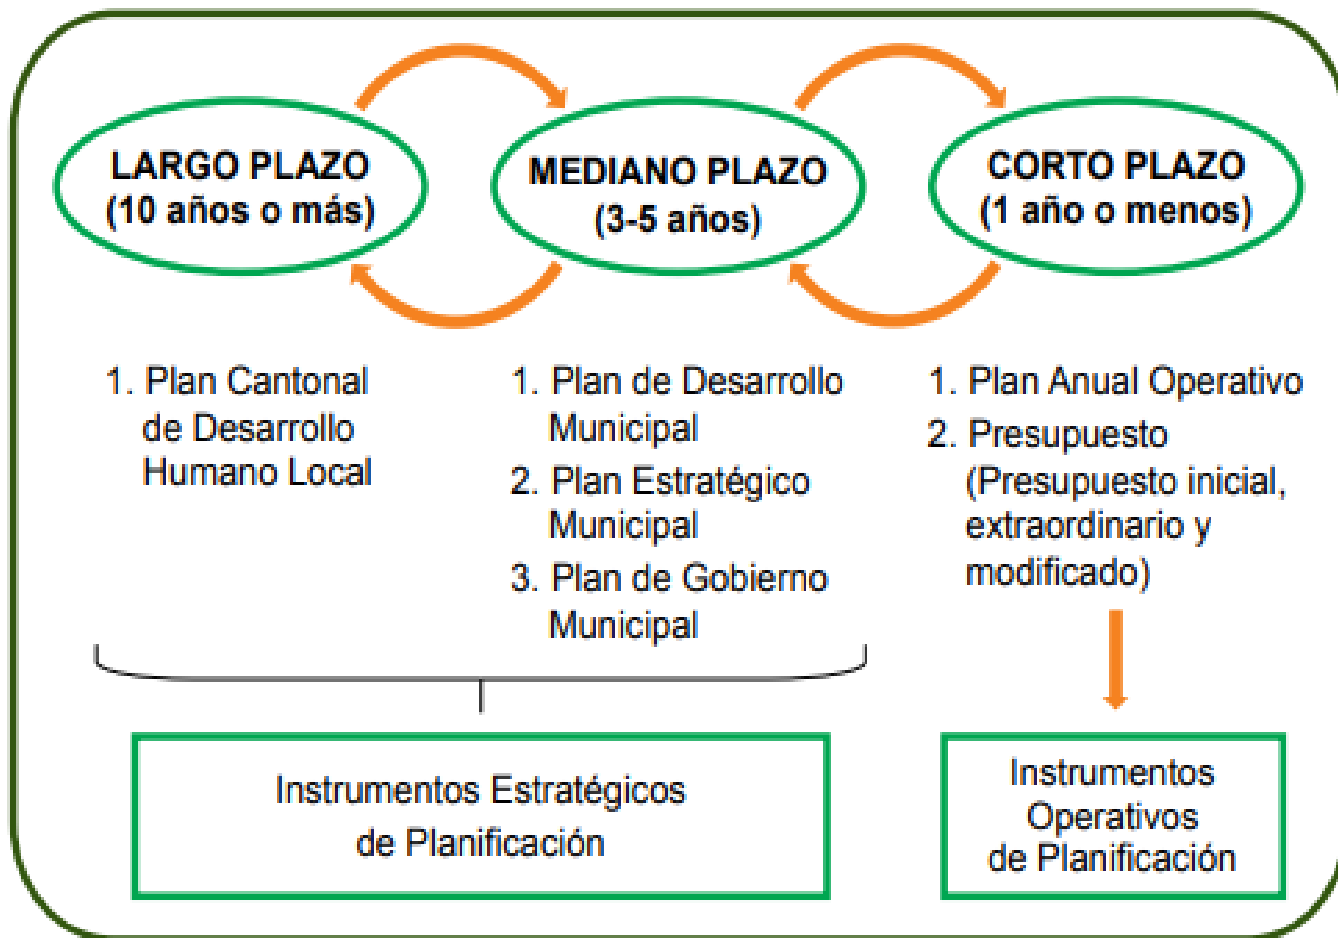 LARGO PLAZO
(10 años o más)
MEDIANO PLAZO
(3-5 años)
CORTO PLAZO
(1 año o menos)
1. Plan Cantonal
de Desarrollo
Humano Local
1. Plan de Desarrollo
Municipal
2. Plan Estratégico
Municipal
3. Plan de Gobierno
Municipal
1. Plan Anual Operativo
2. Presupuesto
(Presupuesto inicial,
extraordinario y
modificado)
Instrumentos Estratégicos
de Planificación
Instrumentos
Operativos
de Planificación